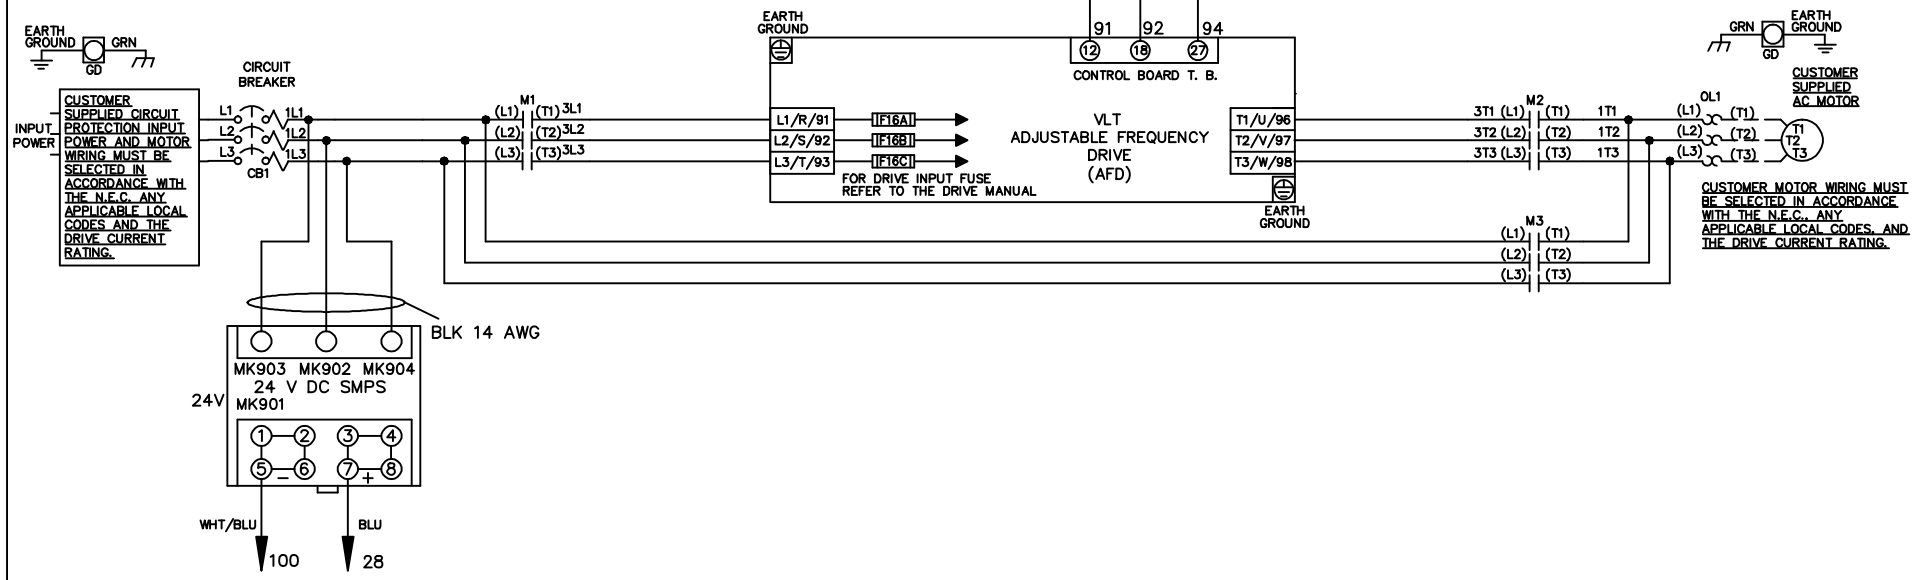 EARTH
GROUND
GRN
GD
CIRCUIT
BREAKER
INPUT
POWER
CUSTOMER
SUPPLIED CIRCUIT
PROTECTION INPUT
POWER AND MOTOR
WIRING MUST BE
SELECTED IN
ACCORDANCE WITH
THE N.E.C. ANY
APPLICABLE LOCAL
CODES AND THE
DRIVE CURRENT
RATING.
L1
L2
L3
CB1
1L1
1L2
1L3
M1
(L1) (T1) 3L1
(L2) (T2) 3L2
(L3) (T3) 3L3
EARTH
GROUND
91 92 94
12 18 27
CONTROL BOARD T. B.
L1/R/91
L2/S/92
L3/T/93
F16A
F16B
F16C
FOR DRIVE INPUT FUSE
REFER TO THE DRIVE MANUAL
VLT
ADJUSTABLE FREQUENCY
DRIVE
(AFD)
T1/U/96
T2/V/97
T3/W/98
EARTH
GROUND
M2
3T1 (L1) (T1) 1T1
3T2 (L2) (T2) 1T2
3T3 (L3) (T3) 1T3
M3
(L1) (T1)
(L2) (T2)
(L3) (T3)
OL1
(L1) (T1)
(L2) (T2)
(L3) (T3)
T1
T2
T3
GRN
GD
EARTH
GROUND
CUSTOMER
SUPPLIED
AC MOTOR
CUSTOMER MOTOR WIRING MUST
BE SELECTED IN ACCORDANCE
WITH THE N.E.C., ANY
APPLICABLE LOCAL CODES, AND
THE DRIVE CURRENT RATING.
BLK 14 AWG
MK903 MK902 MK904
24 V DC SMPS
24V
MK901
1 2 3 4
5 6 7 8
− +
WHT/BLU
BLU
100
28